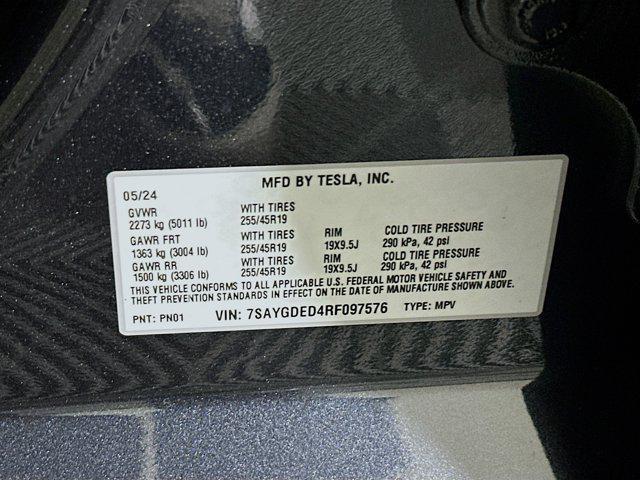 MFD BY TESLA, INC.
05/24
GVWR WITH TIRES
2273 kg (5011 lb) 255/45R19
GAWR FRT WITH TIRES RIM COLD TIRE PRESSURE
1363 kg (3004 lb) 255/45R19 19X9.5J 290 kPa, 42 psi
GAWR RR WITH TIRES RIM COLD TIRE PRESSURE
1500 kg (3306 lb) 255/45R19 19X9.5J 290 kPa, 42 psi
THIS VEHICLE CONFORMS TO ALL APPLICABLE U.S. FEDERAL MOTOR VEHICLE SAFETY AND
THEFT PREVENTION STANDARDS IN EFFECT ON THE DATE OF MANUFACTURE SHOWN ABOVE.
PNT: PN01 VIN: 7SAYGDED4RF097576 TYPE: MPV